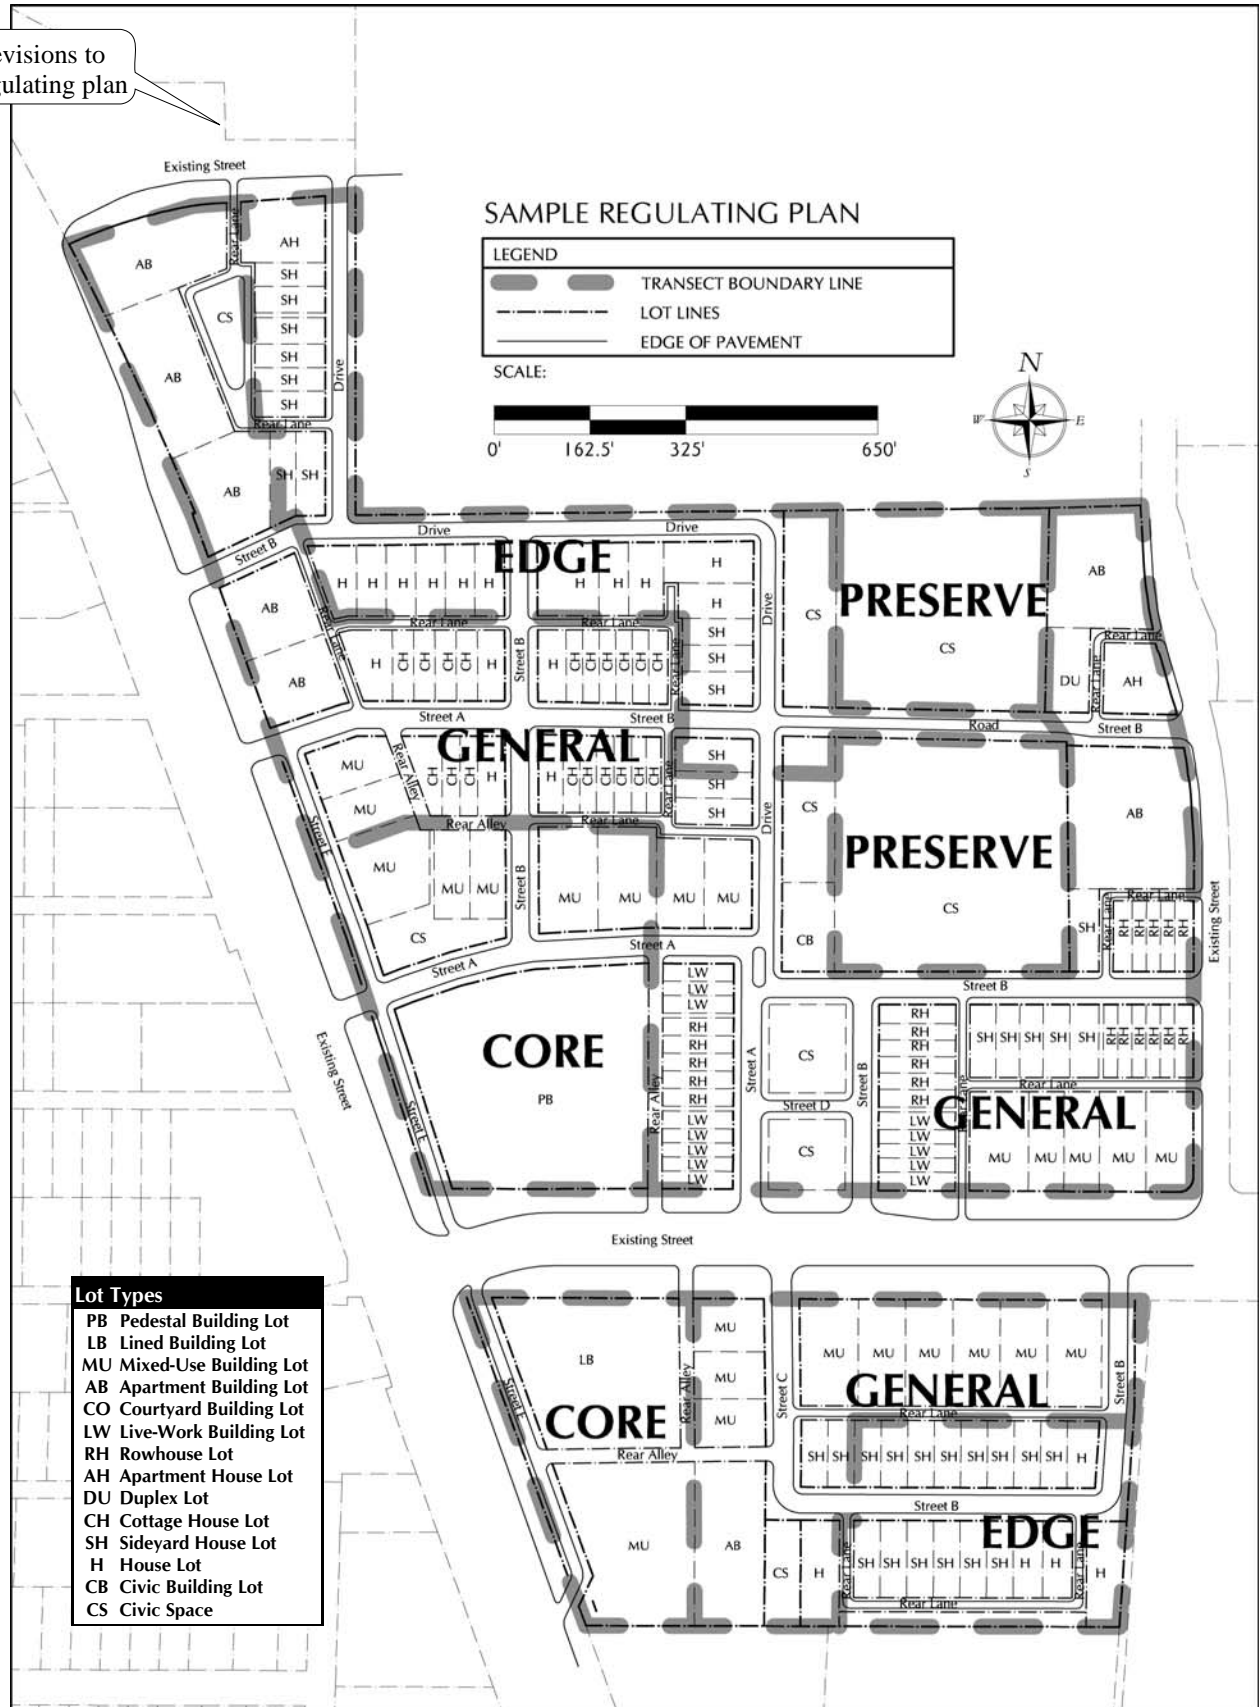 evisions to
gulating plan
Existing Street
SAMPLE REGULATING PLAN
LEGEND
TRANSECT BOUNDARY LINE
LOT LINES
EDGE OF PAVEMENT
SCALE:
0' 162.5' 325' 650'
N
W E
S
AB
Rear Lane
AH
SH
SH
CS
SH
SH
AB
SH
SH
Drive
Rear Lane
AB
SH SH
Street B
Drive Drive
EDGE
H H H H H H H H H H
H
Drive
CS
PRESERVE
CS
AB
AB
Rear Lane
Rear Lane Rear Lane
Street B
SH
SH
SH
Rear Lane
H CH CH CH CH H H CH CH CH CH CH CH
AB
Rear Lane
Rear Lane
DU
AH
Street A Street B
Road
Street B
GENERAL
MU
Rear Alley
CH CH CH H H CH CH CH CH CH CH
Rear Lane
SH
SH
SH
MU
Rear Alley Rear Lane
Drive
CS
AB
Street E
PRESERVE
CS
MU
MU MU
Street B
MU MU MU MU
CS
CB
SH
Rear Lane
Rear Lane
RH RH RH RH RH
Existing Street
Street A
Street A
Street B
CORE
PB
LW
LW
LW
RH
RH
RH
RH
RH
LW
LW
LW
LW
LW
Rear Alley
Street A
CS
Street D
CS
Street B
RH
RH
RH
RH
RH
RH
LW
LW
LW
LW
LW
Rear Lane
SH SH SH SH SH RH RH RH RH RH RH
Rear Lane
GENERAL
MU MU MU MU MU
Existing Street
Street E
Existing Street
Lot Types
PB Pedestal Building Lot
LB Lined Building Lot
MU Mixed-Use Building Lot
AB Apartment Building Lot
CO Courtyard Building Lot
LW Live-Work Building Lot
RH Rowhouse Lot
AH Apartment House Lot
DU Duplex Lot
CH Cottage House Lot
SH Sideyard House Lot
H House Lot
CB Civic Building Lot
CS Civic Space
LB
Rear Alley
MU
MU
MU
Street C
MU MU MU MU MU MU
Street B
Street E
CORE
GENERAL
Rear Lane
Rear Alley
SH SH SH SH SH SH SH SH SH SH H
Street B
EDGE
MU
AB
CS
H
Rear Lane
SH SH SH SH SH SH H H
Rear Lane
H
Rear Lane